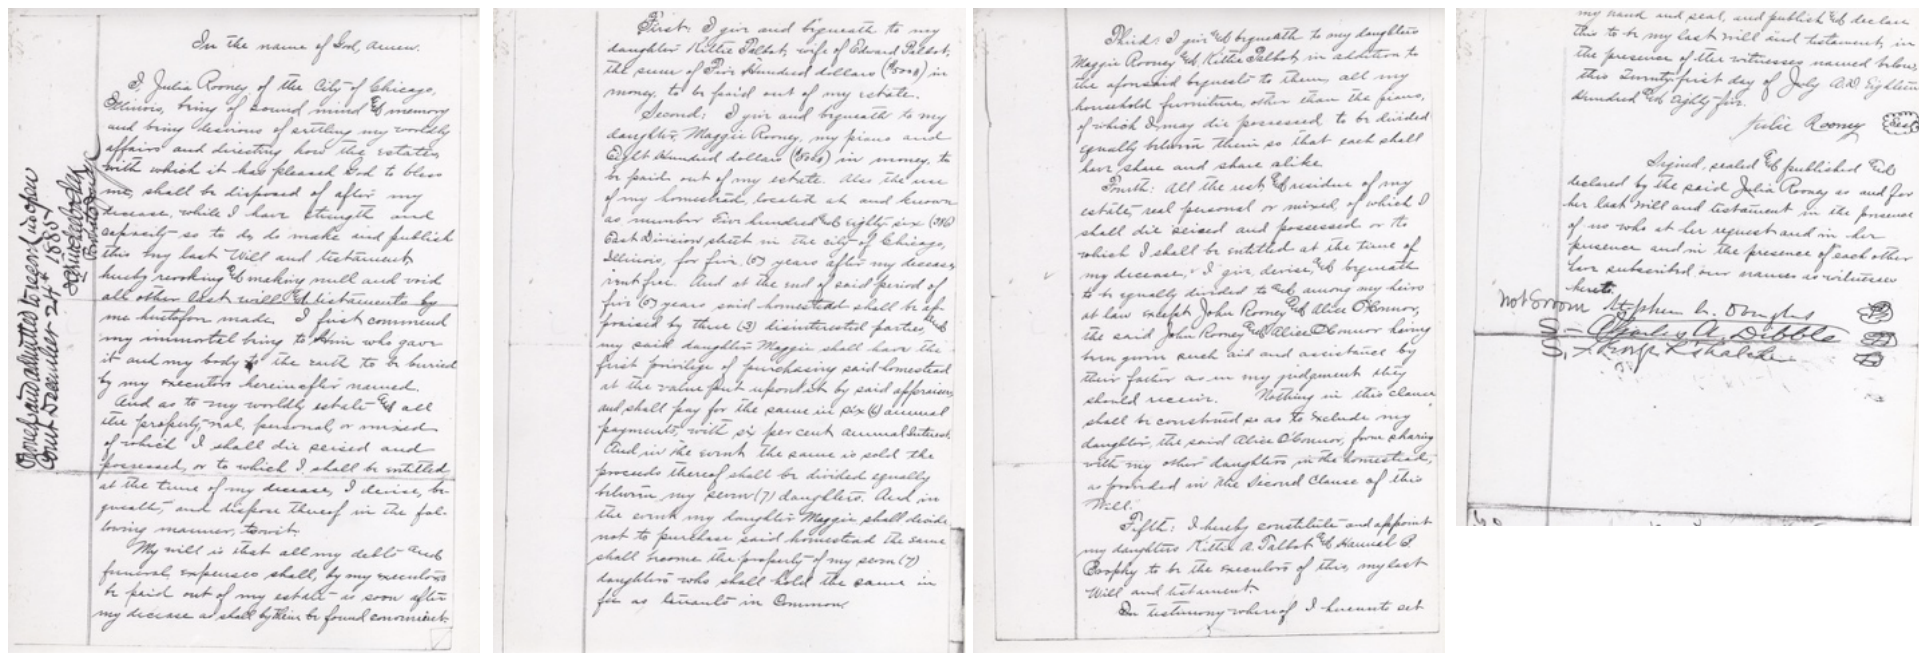 In the name of God, amen.
I, Julia Rooney of the City of Chicago,
Illinois, being of sound mind & memory
and being desirous of settling my worldly
affairs and directing how the estates
with which it has pleased God to bless
me, shall be disposed of after my
decease, while I have strength and
capacity so to do, do make and publish
this my last Will and testament
hereby revoking & making null and void
all other last will & testaments by
me heretofore made. I first commend
my immortal being to Him who gave
it and my body to the earth to be buried
by my executors hereinafter named.
And as to my worldly estate & all
the property, real, personal, or mixed
of which I shall die seised and
possessed, or to which I shall be entitled
at the time of my decease, I devise, be-
queath, and dispose thereof in the fol-
lowing manner, towit:
My will is that all my debts and
funeral expenses shall, by my executors
be paid out of my estate as soon after
my decease as shall by them be found convenient.
Proved and admitted to record in open
Court December 24th 1885
Probate
First: I give and bequeath to my
daughter Kittie Talbot, wife of Edward Talbot,
the sum of Five Hundred dollars ($500) in
money, to be paid out of my estate.
Second: I give and bequeath to my
daughter, Maggie Rooney, my piano and
Eight Hundred dollars in money, to
be paid out of my estate. Also the use
of my homestead, located at and known
as number Five hundred & eighty six (586)
East Division street in the city of Chicago,
Illinois, for five (5) years after my decease
rent free. And at the end of said period of
five (5) years, said homestead shall be ap-
praised by three (3) disinterested parties, and
my said daughter Maggie shall have the
first privilege of purchasing said homestead
at the value put upon it by said appraisers
and shall pay for the same in six (6) annual
payments, with six per cent annual interest.
And, in the event the same is sold the
proceeds thereof shall be divided equally
between my seven (7) daughters. And in
the event my daughter Maggie shall decide
not to purchase said homestead the same
shall become the property of my seven (7)
daughters who shall hold the same in
fee as tenants in Common.
Third: I give & bequeath to my daughters
Maggie Rooney & Kittie Talbot, in addition to
the aforesaid bequest to them, all my
household furniture, other than the piano,
of which I may die possessed, to be divided
equally between them so that each shall
have share and share alike.
Fourth: All the rest & residue of my
estate, real personal or mixed, of which I
shall die seised and possessed or to
which I shall be entitled at the time of
my decease, I give, devise, & bequeath
to be equally divided to & among my heirs
at law except John Rooney & Alice O'Connor,
the said John Rooney & Alice O'Connor having
been given such aid and assistance by
their father as in my judgment they
should receive. Nothing in this clause
shall be construed so as to exclude my
daughter, the said Alice O'Connor, from sharing
with my other daughters, in the homestead,
as provided in the Second Clause of this
Will.
Fifth: I hereby constitute and appoint
my daughters Kittie A. Talbot & Hannah P.
Brophy to be the executors of this, my last
Will and testament.
In testimony whereof I hereunto set
my hand and seal, and publish & declare
this to be my last will and testament, in
the presence of the witnesses named below,
this Twenty first day of July A.D. Eighteen
Hundred & Eighty five.
Julia Rooney Seal
Signed, sealed & published and
declared by the said Julia Rooney as and for
her last Will and testament in the presence
of us who at her request and in her
presence and in the presence of each other
have subscribed our names as witnesses
hereto.
Not Sworn Stephen A. Douglas
S - Charles A. Dibble
S.